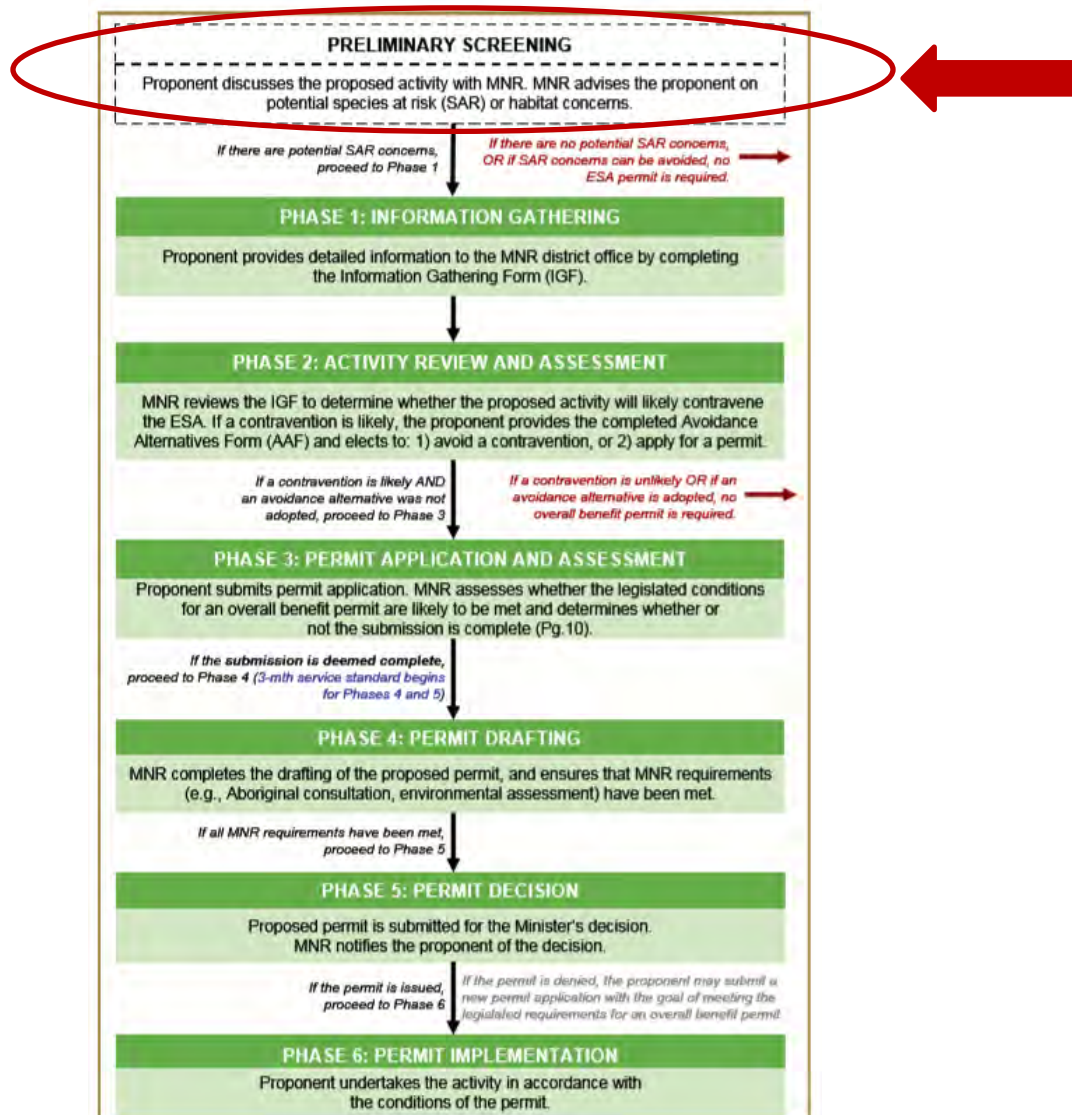 PRELIMINARY SCREENING
Proponent discusses the proposed activity with MNR. MNR advises the proponent on
potential species at risk (SAR) or habitat concerns.
If there are potential SAR concerns,
proceed to Phase 1
If there are no potential SAR concerns,
OR if SAR concerns can be avoided, no
ESA permit is required.
PHASE 1: INFORMATION GATHERING
Proponent provides detailed information to the MNR district office by completing
the Information Gathering Form (IGF).
PHASE 2: ACTIVITY REVIEW AND ASSESSMENT
MNR reviews the IGF to determine whether the proposed activity will likely contravene
the ESA. If a contravention is likely, the proponent provides the completed Avoidance
Alternatives Form (AAF) and elects to: 1) avoid a contravention, or 2) apply for a permit.
If a contravention is likely AND
an avoidance alternative was not
adopted, proceed to Phase 3
If a contravention is unlikely OR if an
avoidance alternative is adopted, no
overall benefit permit is required.
PHASE 3: PERMIT APPLICATION AND ASSESSMENT
Proponent submits permit application. MNR assesses whether the legislated conditions
for an overall benefit permit are likely to be met and determines whether or
not the submission is complete (Pg.10).
If the submission is deemed complete,
proceed to Phase 4 (3-mth service standard begins
for Phases 4 and 5)
PHASE 4: PERMIT DRAFTING
MNR completes the drafting of the proposed permit, and ensures that MNR requirements
(e.g., Aboriginal consultation, environmental assessment) have been met.
If all MNR requirements have been met,
proceed to Phase 5
PHASE 5: PERMIT DECISION
Proposed permit is submitted for the Minister's decision.
MNR notifies the proponent of the decision.
If the permit is issued,
proceed to Phase 6
If the permit is denied, the proponent may submit a
new permit application with the goal of meeting the
legislated requirements for an overall benefit permit
PHASE 6: PERMIT IMPLEMENTATION
Proponent undertakes the activity in accordance with
the conditions of the permit.